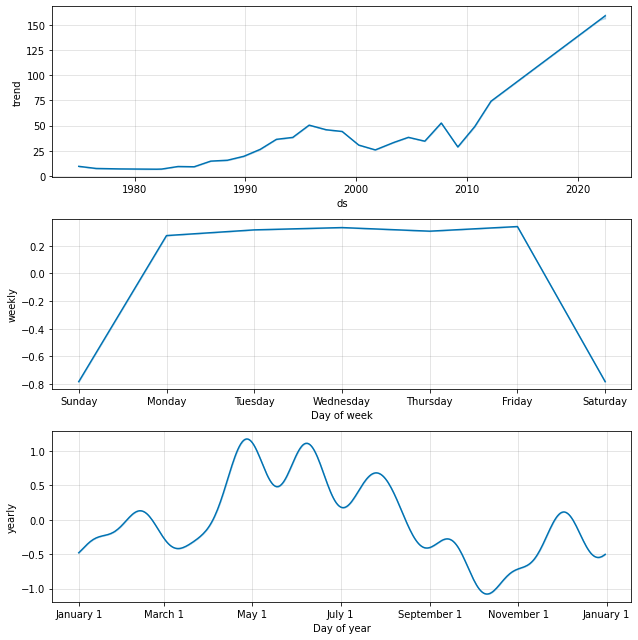 150
125
100
75
50
25
0
trend
1980 1990 2000 2010 2020
ds
0.2
0.0
−0.2
−0.4
−0.6
−0.8
weekly
Sunday Monday Tuesday Wednesday Thursday Friday Saturday
Day of week
1.0
0.5
0.0
−0.5
−1.0
yearly
January 1 March 1 May 1 July 1 September 1 November 1 January 1
Day of year